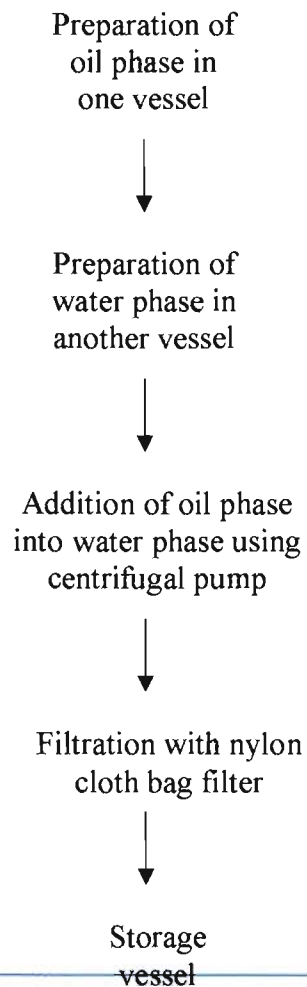 Preparation of
oil phase in
one vessel
Preparation of
water phase in
another vessel
Addition of oil phase
into water phase using
centrifugal pump
Filtration with nylon
cloth bag filter
Storage
vessel